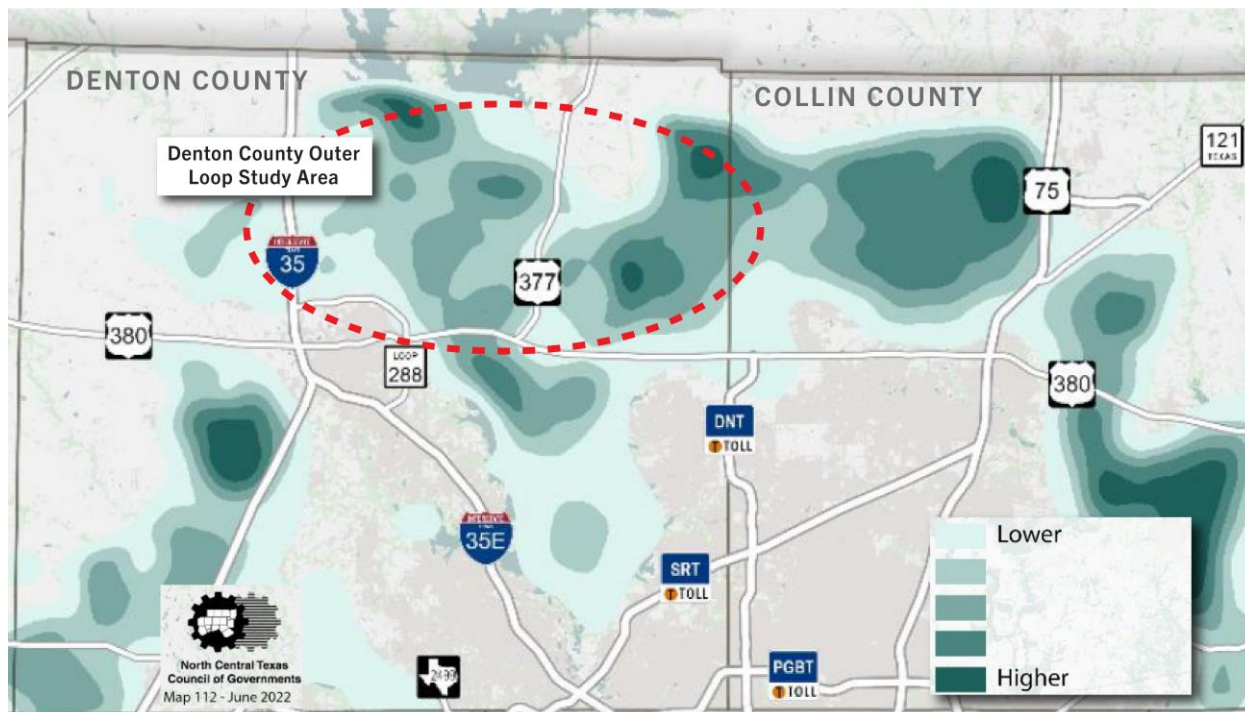 DENTON COUNTY
COLLIN COUNTY
121
TEXAS
Denton County Outer
Loop Study Area
75
35
377
380
LOOP
288
380
DNT
TOLL
35E
Lower
SRT
TOLL
North Central Texas
Council of Governments
Map 112 - June 2022
2499
PGBT
TOLL
Higher